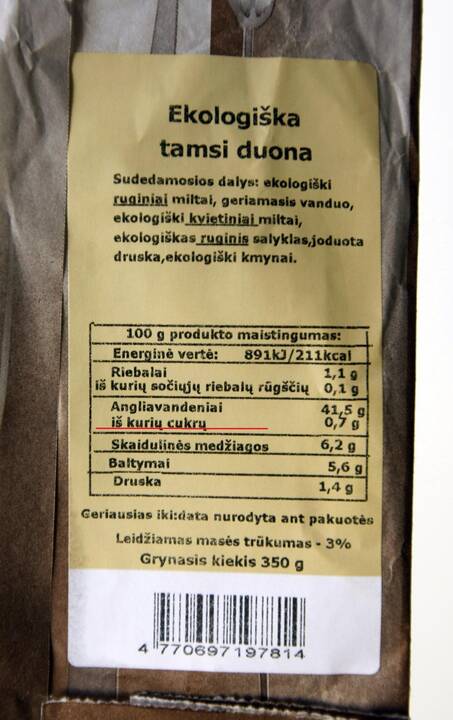 Ekologiška
tamsi duona
Sudedamosios dalys: ekologiški
ruginiai miltai, geriamasis vanduo,
ekologiški kvietiniai miltai,
ekologiškas ruginis salyklas,joduota
druska,ekologiški kmynai.
100 g produkto maistingumas:
Energinė vertė: 891kJ/211kcal
Riebalai 1,1 g
iš kurių sočiųjų riebalų rūgščių 0,1 g
Angliavandeniai 41,5 g
iš kurių cukrų 0,7 g
Skaidulinės medžiagos 6,2 g
Baltymai 5,6 g
Druska 1,4 g
Geriausias iki:data nurodyta ant pakuotės
Leidžiamas masės trūkumas - 3%
Grynasis kiekis 350 g
4 770697197814